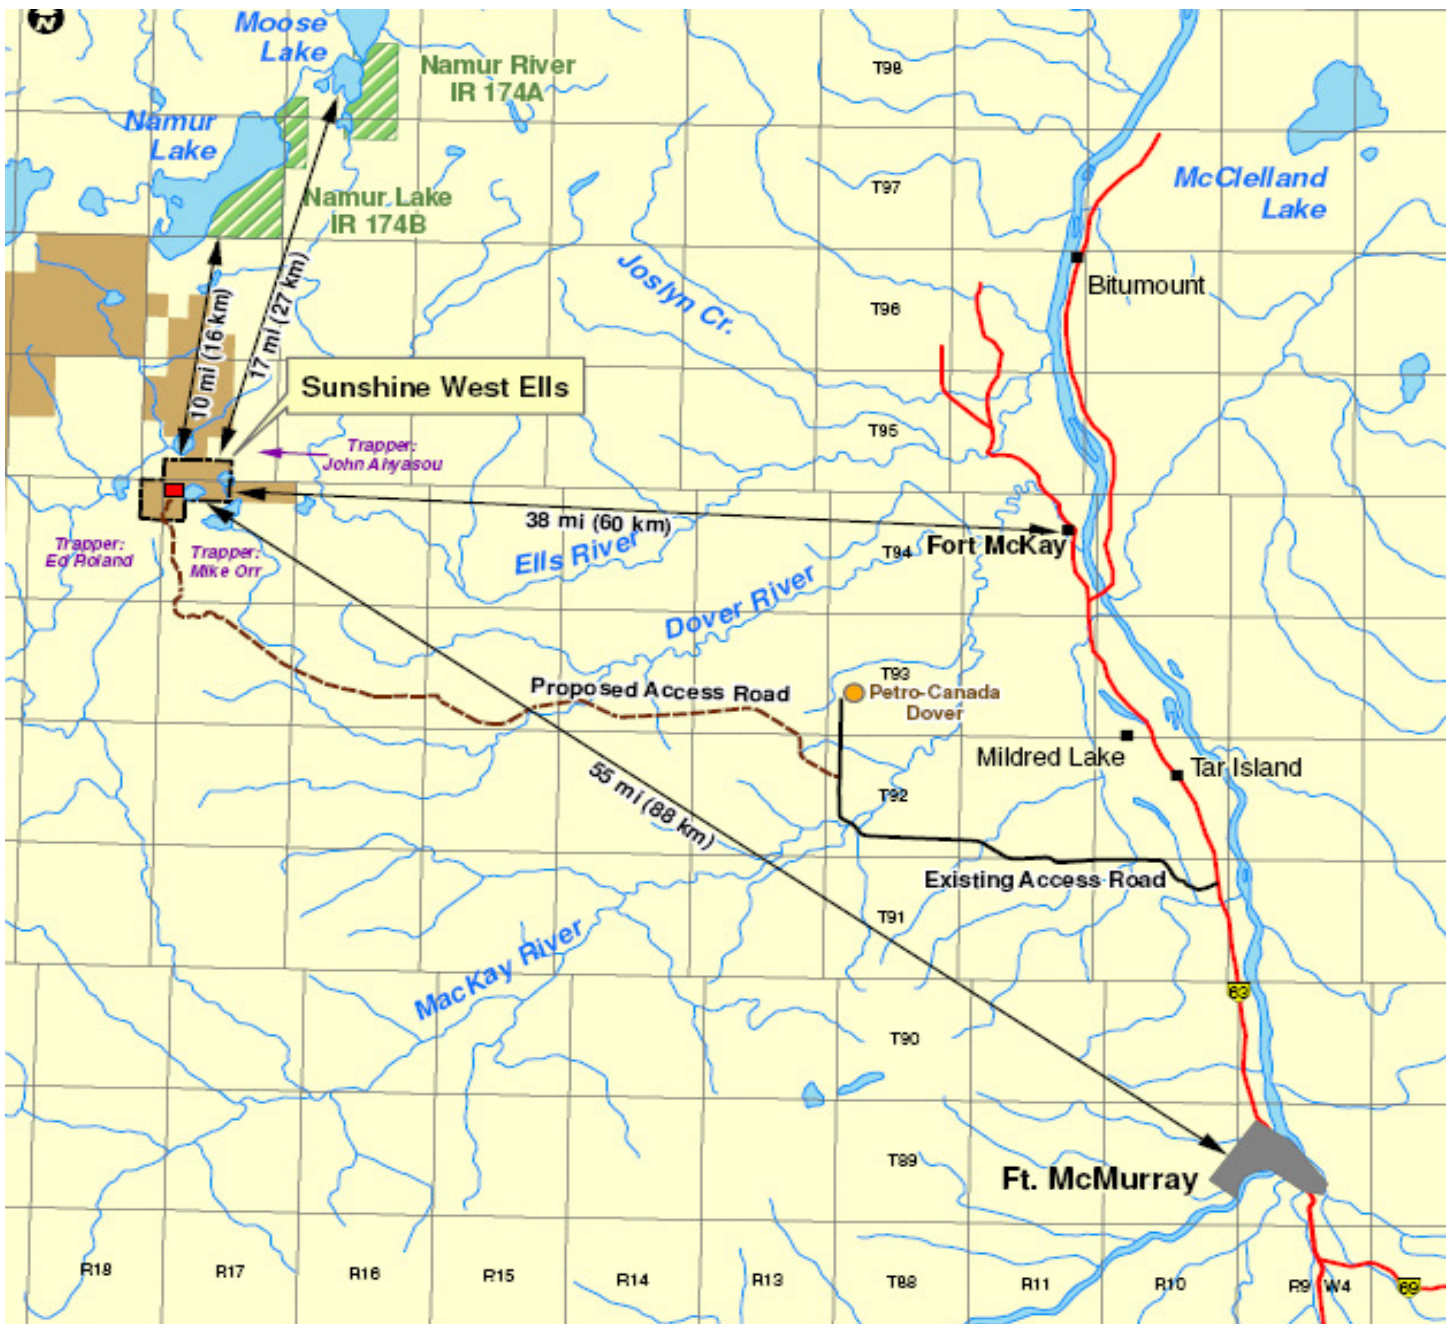 N
Moose
Lake
Namur River
IR 174A
T98
Namur
Lake
Namur Lake
IR 174B
T97
McClelland
Lake
Joslyn Cr.
Bitumount
10 mi (16 km)
17 mi (27 km)
T96
Sunshine West Ells
Trapper:
John Ahyasou
T95
38 mi (60 km)
Trapper:
Ed Roland
Trapper:
Mike Orr
Ells River
T94
Fort McKay
Dover River
T93
Proposed Access Road
Petro-Canada
Dover
Mildred Lake
Tar Island
55 mi (88 km)
T92
Existing Access Road
T91
MacKay River
63
T90
T89
Ft. McMurray
R18
R17
R16
R15
R14
R13
T88
R11
R10
R9
W4
69